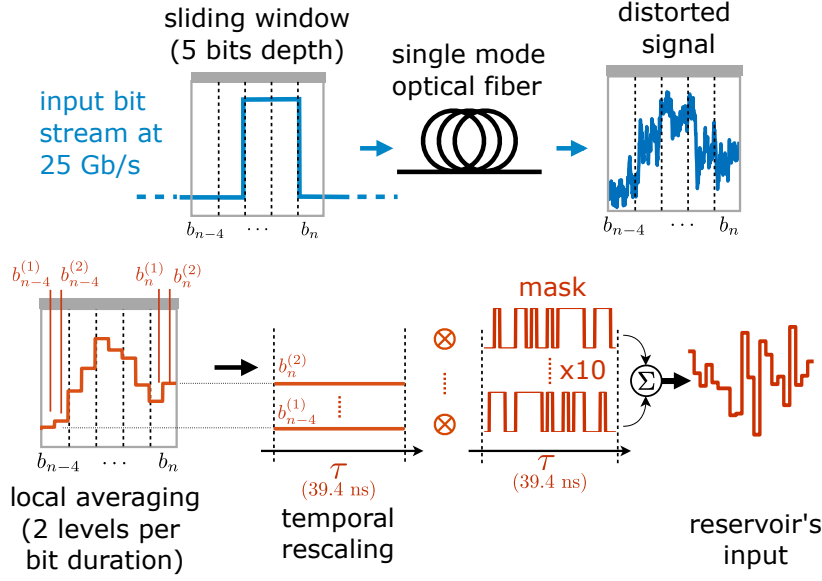 sliding window
(5 bits depth)
single mode
optical fiber
distorted
signal
input bit
stream at
25 Gb/s
b_{n-4} ... b_n
b_{n-4} ... b_n
b_{n-4}^{(1)} b_{n-4}^{(2)} b_n^{(1)} b_n^{(2)}
mask
b_n^{(2)}
⊗
x10
Σ
b_{n-4}^{(1)}
⊗
b_{n-4} ... b_n
τ
(39.4 ns)
τ
(39.4 ns)
local averaging
(2 levels per
bit duration)
temporal
rescaling
reservoir's
input